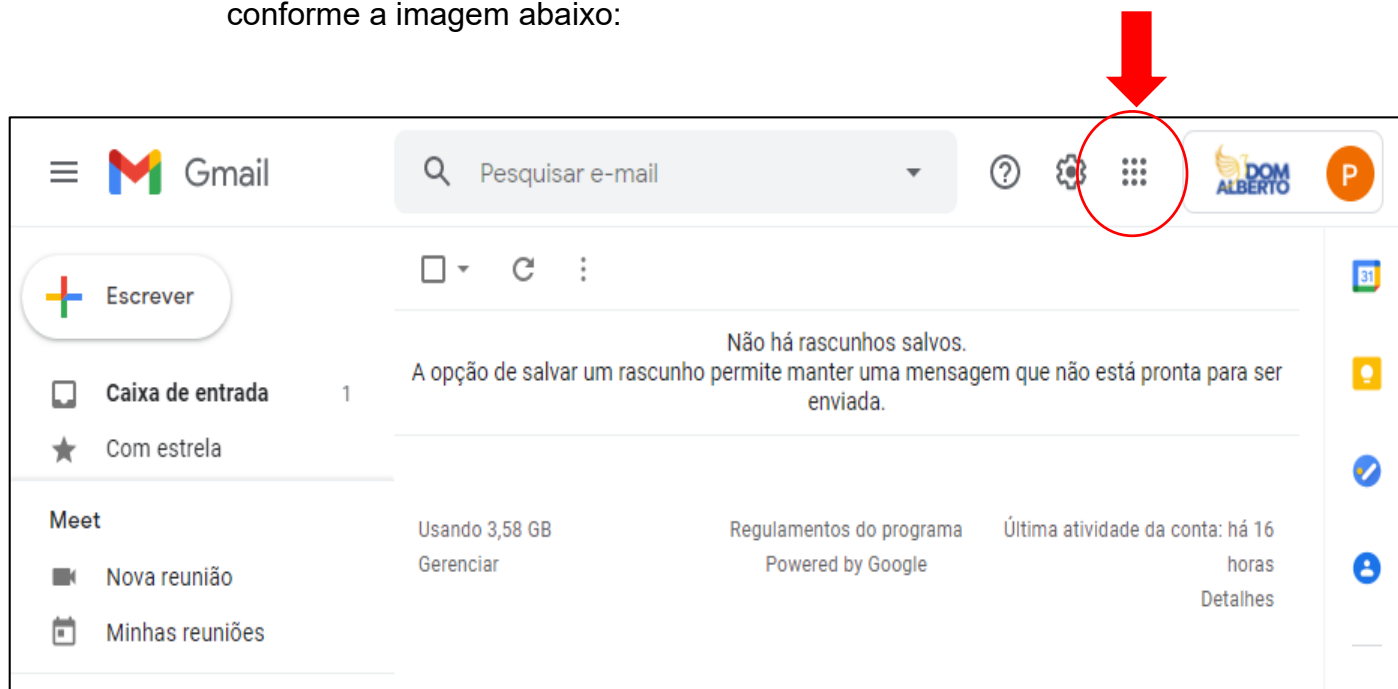 conforme a imagem abaixo:
Gmail
Pesquisar e-mail
DOM
ALBERTO
P
Escrever
31
Não há rascunhos salvos.
A opção de salvar um rascunho permite manter uma mensagem que não está pronta para ser
enviada.
Caixa de entrada 1
Com estrela
Meet
Nova reunião
Minhas reuniões
Usando 3,58 GB
Gerenciar
Regulamentos do programa
Powered by Google
Última atividade da conta: há 16
horas
Detalhes